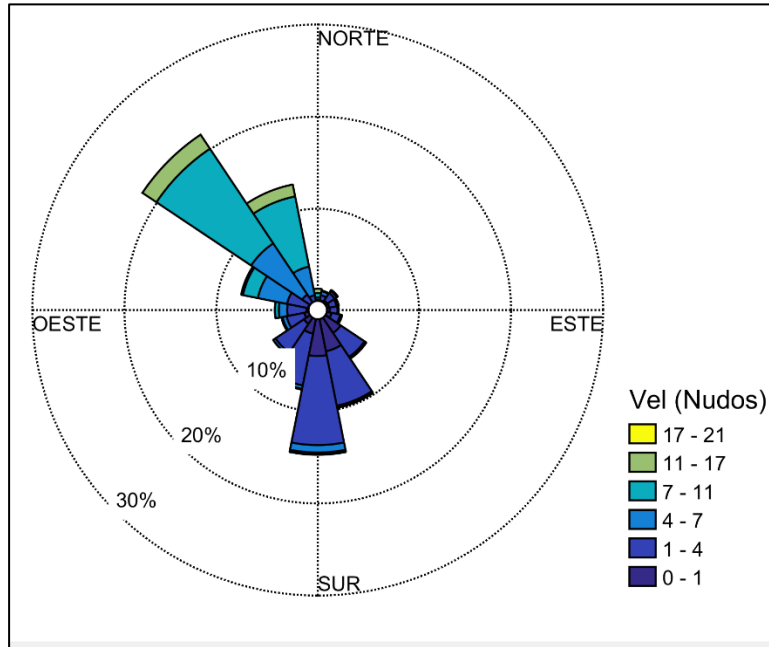 NORTE
OESTE
ESTE
10%
20%
30%
SUR
Vel (Nudos)
17 - 21
11 - 17
7 - 11
4 - 7
1 - 4
0 - 1